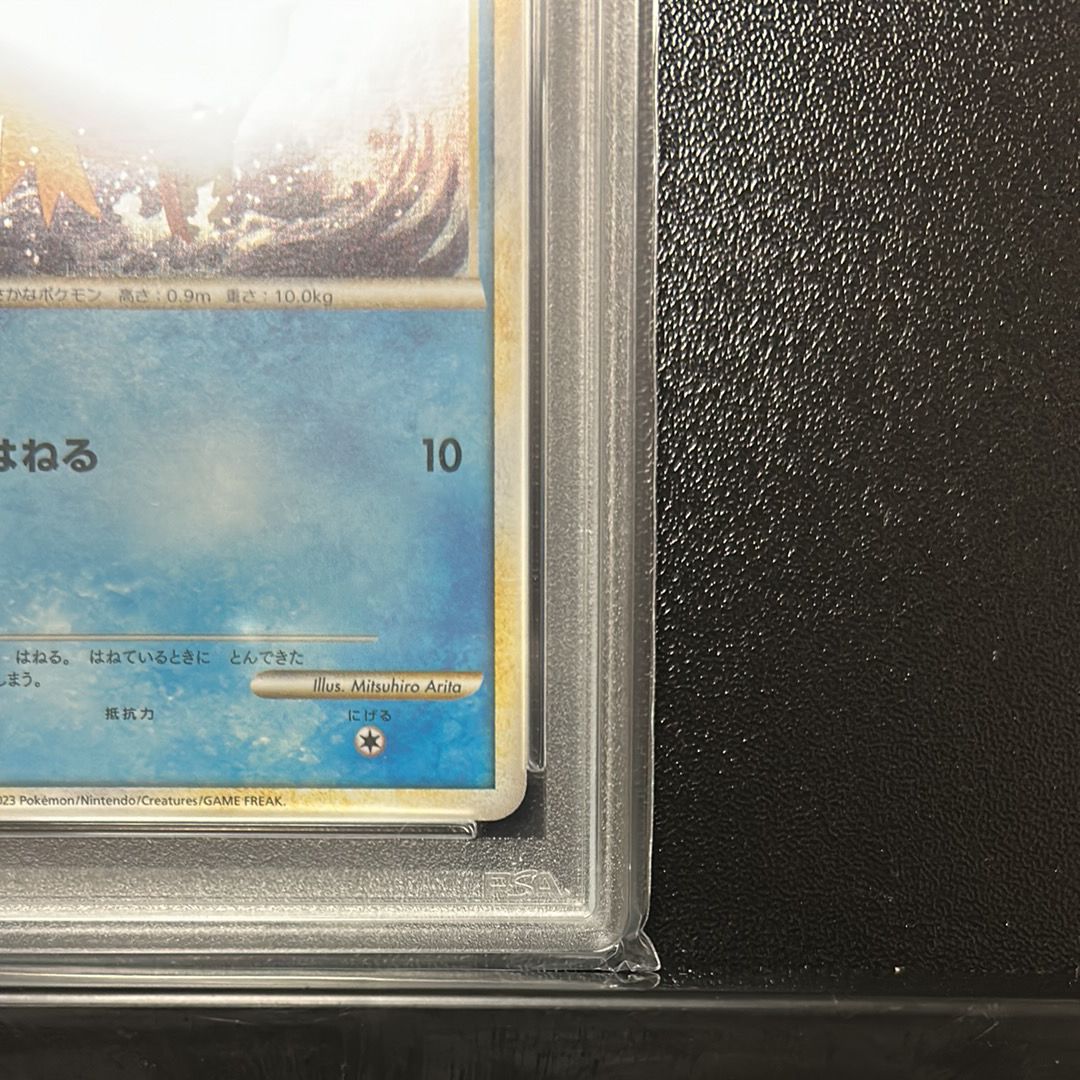 さかなポケモン 高さ：0.9m 重さ：10.0kg
はねる 10
はねる。 はねているときに とんできた
しまう。
Illus. Mitsuhiro Arita
抵抗力 にげる
023 Pokémon/Nintendo/Creatures/GAME FREAK.
PSA